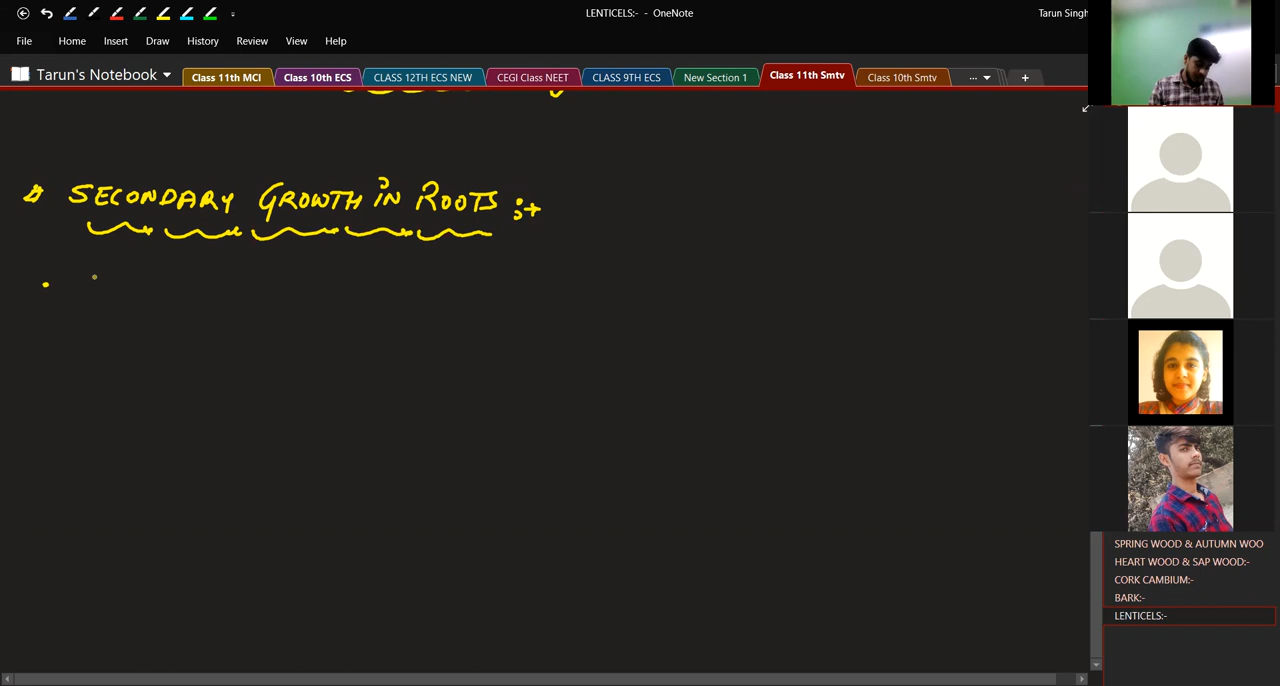 LENTICELS:- - OneNote
Tarun Singh
File Home Insert Draw History Review View Help
Tarun's Notebook
Class 11th MCI
Class 10th ECS
CLASS 12TH ECS NEW
CEGI Class NEET
CLASS 9TH ECS
New Section 1
Class 11th Smtv
Class 10th Smtv
...
SECONDARY GROWTH IN ROOTS :+
SPRING WOOD & AUTUMN WOO
HEART WOOD & SAP WOOD:-
CORK CAMBIUM:-
BARK:-
LENTICELS:-